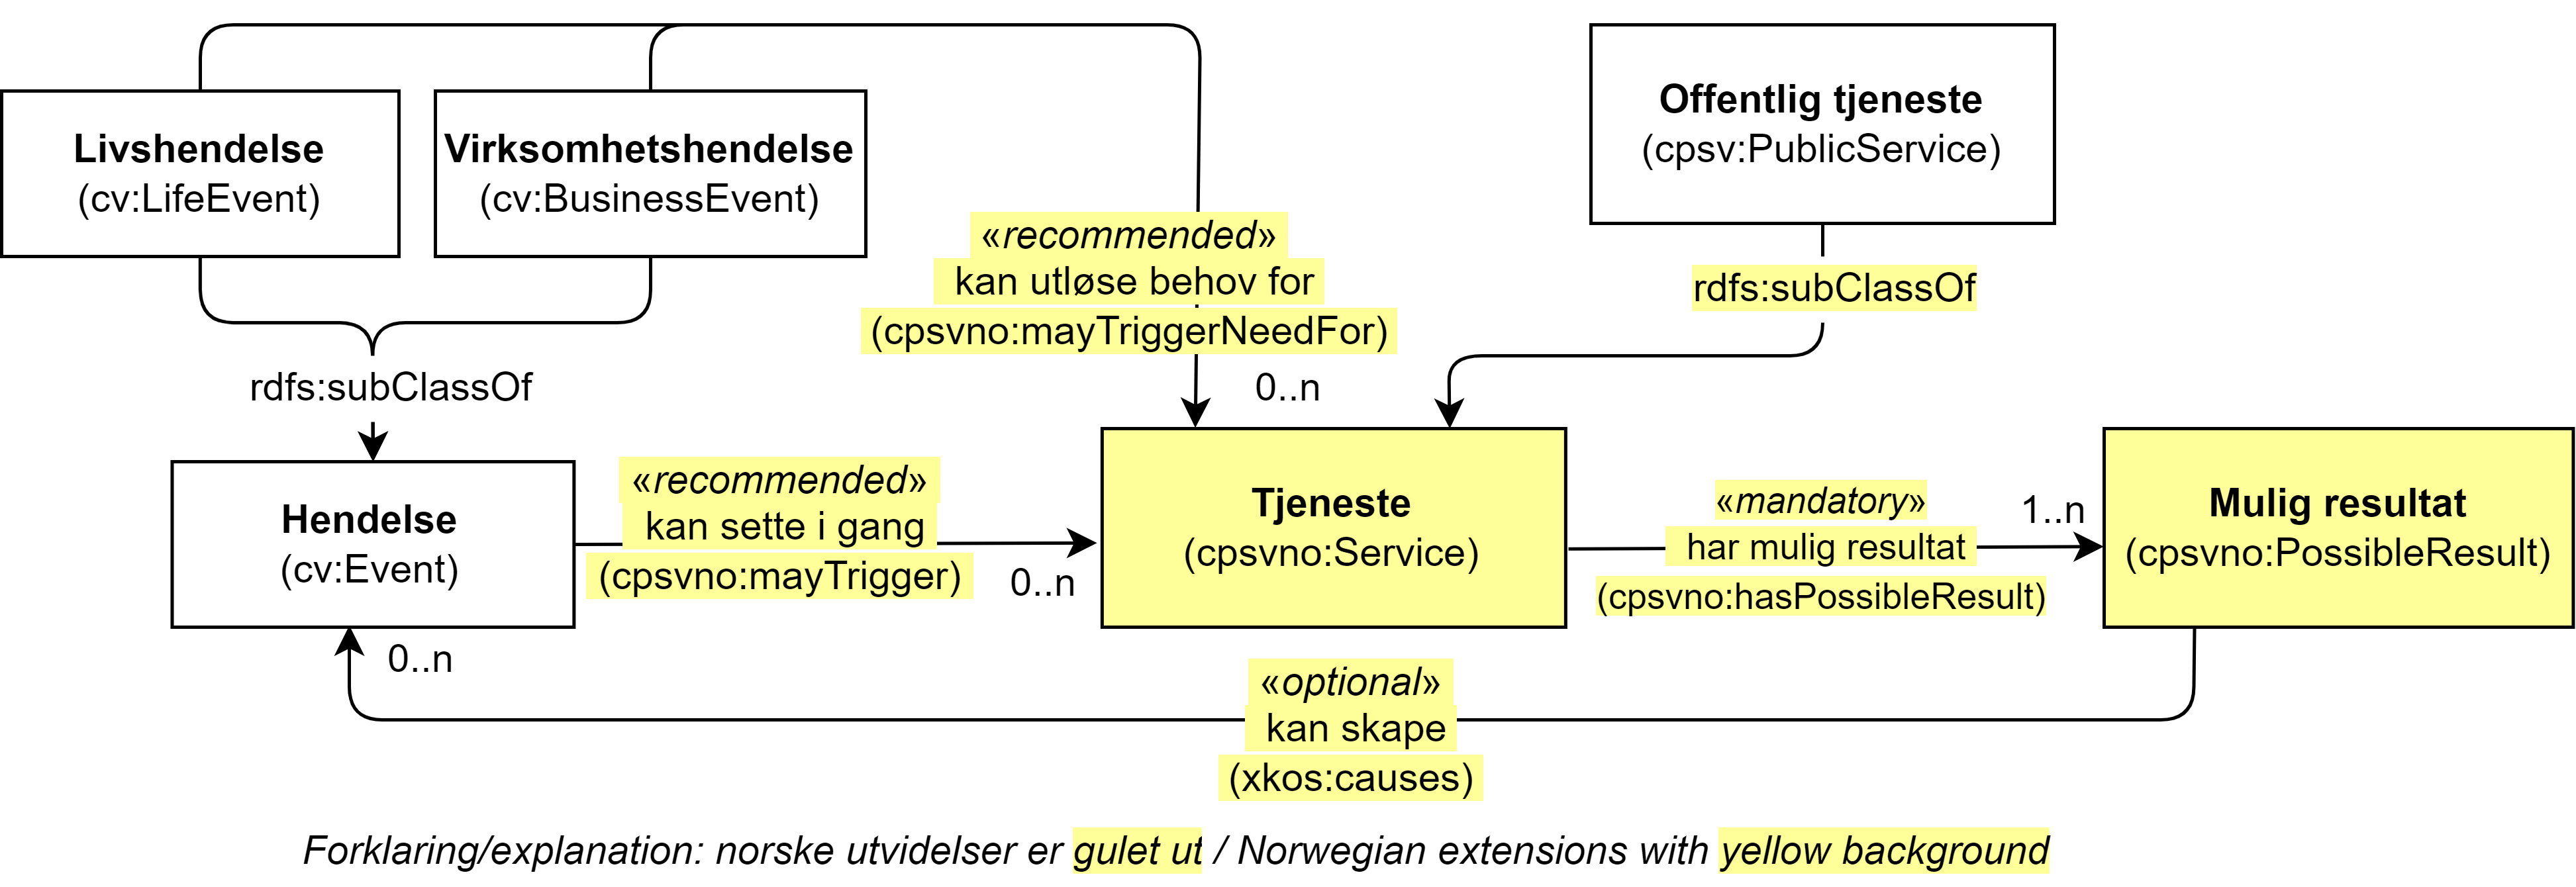 Livshendelse
(cv:LifeEvent)
Virksomhetshendelse
(cv:BusinessEvent)
Offentlig tjeneste
(cpsv:PublicService)
«recommended»
kan utløse behov for
(cpsvno:mayTriggerNeedFor)
0..n
rdfs:subClassOf
rdfs:subClassOf
Hendelse
(cv:Event)
«recommended»
kan sette i gang
(cpsvno:mayTrigger)
0..n
Tjeneste
(cpsvno:Service)
«mandatory»
har mulig resultat
(cpsvno:hasPossibleResult)
1..n
Mulig resultat
(cpsvno:PossibleResult)
0..n
«optional»
kan skape
(xkos:causes)
Forklaring/explanation: norske utvidelser er gulet ut / Norwegian extensions with yellow background